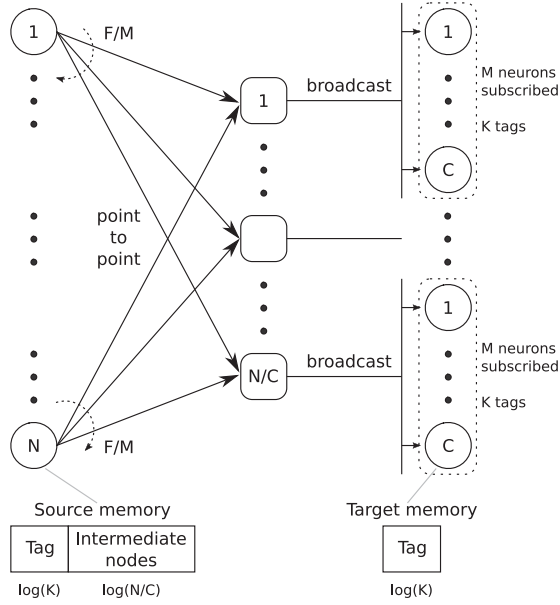 1
F/M
1
broadcast
1
M neurons
subscribed
K tags
C
point
to
point
1
N/C
broadcast
M neurons
subscribed
K tags
N
F/M
C
Source memory
Target memory
Tag
Intermediate
nodes
Tag
log(K)
log(N/C)
log(K)